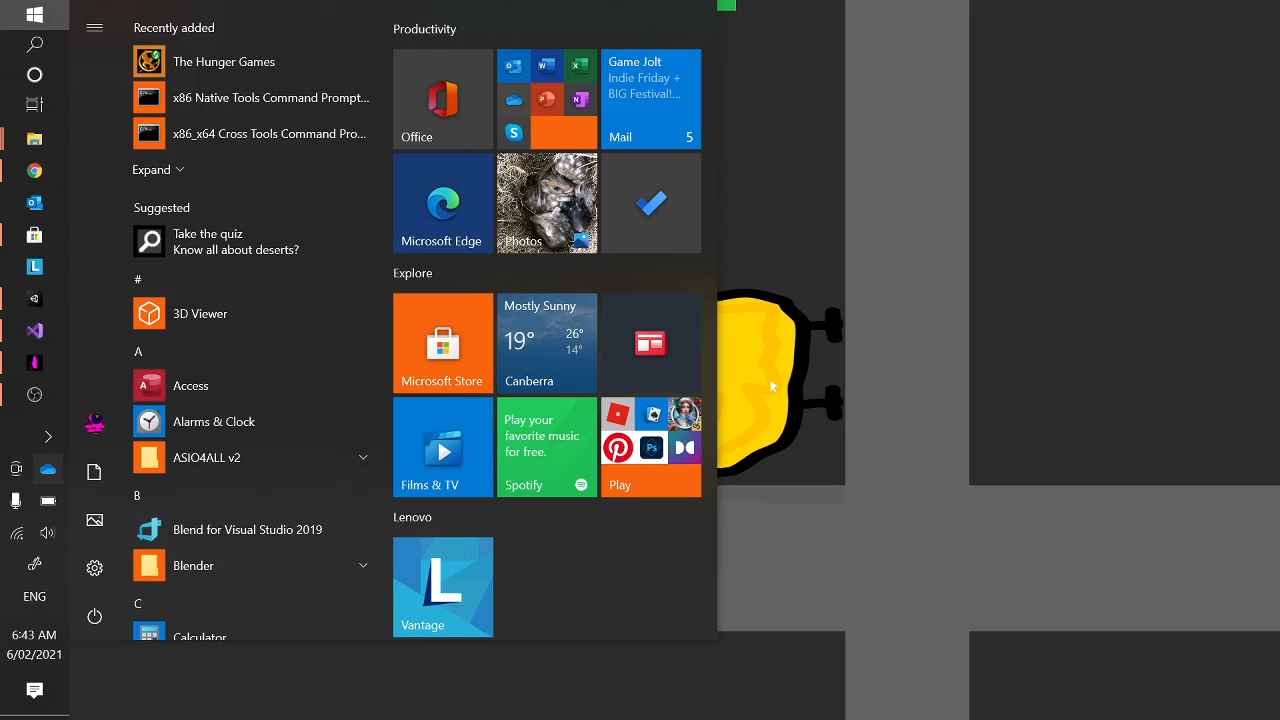 Recently added
The Hunger Games
x86 Native Tools Command Prompt...
x86_x64 Cross Tools Command Pro...
Expand
Suggested
Take the quiz
Know all about deserts?
#
3D Viewer
A
Access
Alarms & Clock
ASIO4ALL v2
B
Blend for Visual Studio 2019
Blender
C
Calculator
Productivity
Office
Game Jolt
Indie Friday +
BIG Festival!...
Mail 5
Microsoft Edge
Photos
Explore
Microsoft Store
Mostly Sunny
19° 26°
14°
Canberra
Films & TV
Play your
favorite music
for free.
Spotify
Ps
Play
Lenovo
L
Vantage
ENG
6:43 AM
6/02/2021